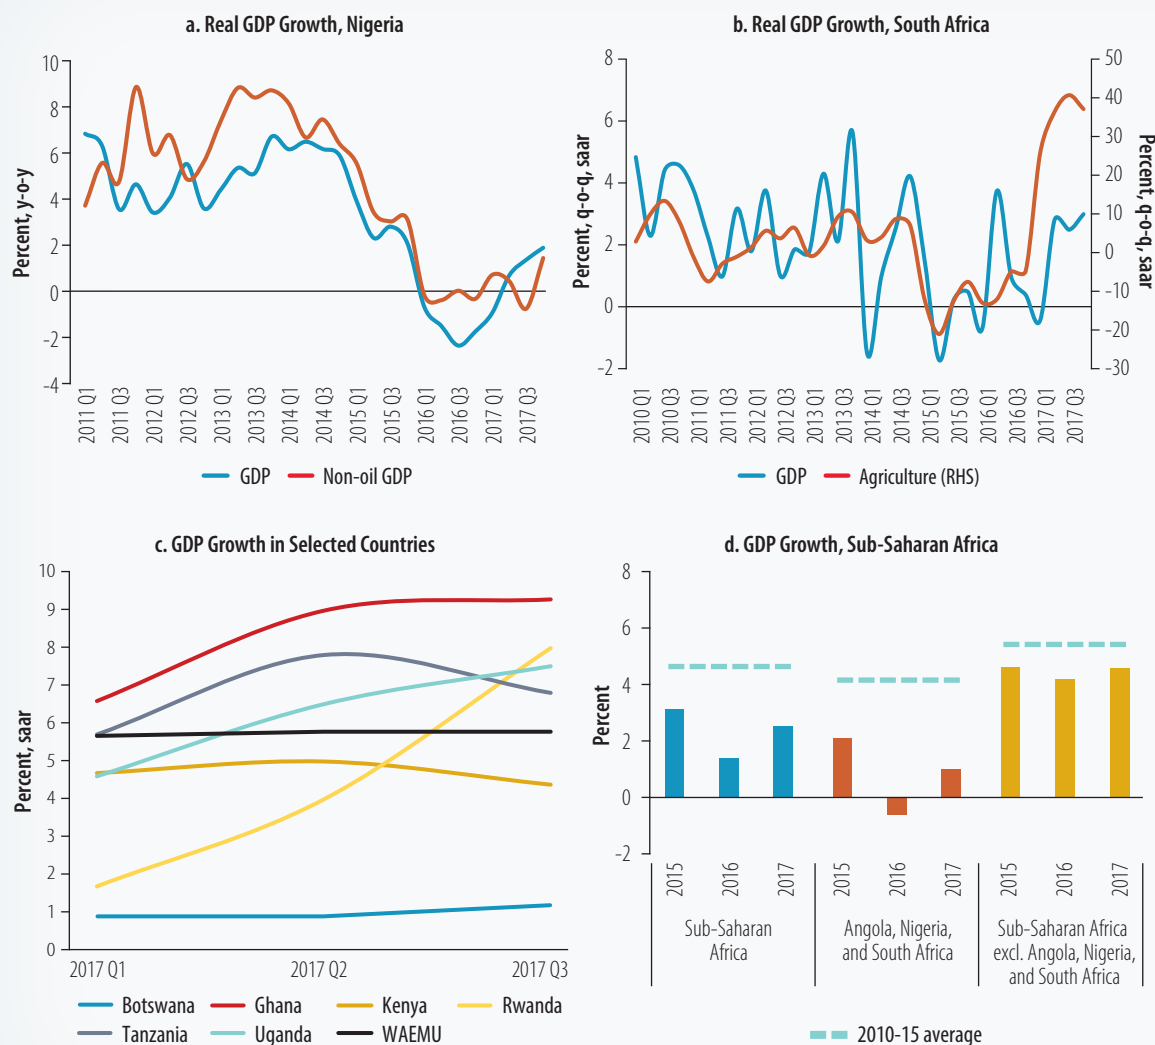 a. Real GDP Growth, Nigeria
Percent, y-o-y
10
8
6
4
2
0
-2
-4
2011 Q1
2011 Q3
2012 Q1
2012 Q3
2013 Q1
2013 Q3
2014 Q1
2014 Q3
2015 Q1
2015 Q3
2016 Q1
2016 Q3
2017 Q1
2017 Q3
GDP
Non-oil GDP
b. Real GDP Growth, South Africa
Percent, q-o-q, saar
8
6
4
2
0
-2
50
40
30
20
10
0
-10
-20
-30
Percent, q-o-q, saar
2010 Q1
2010 Q3
2011 Q1
2011 Q3
2012 Q1
2012 Q3
2013 Q1
2013 Q3
2014 Q1
2014 Q3
2015 Q1
2015 Q3
2016 Q1
2016 Q3
2017 Q1
2017 Q3
GDP
Agriculture (RHS)
c. GDP Growth in Selected Countries
Percent, saar
10
9
8
7
6
5
4
3
2
1
0
2017 Q1
2017 Q2
2017 Q3
Botswana
Ghana
Kenya
Rwanda
Tanzania
Uganda
WAEMU
d. GDP Growth, Sub-Saharan Africa
Percent
8
6
4
2
0
-2
2015
2016
2017
2015
2016
2017
2015
2016
2017
Sub-Saharan
Africa
Angola, Nigeria,
and South Africa
Sub-Saharan Africa
excl. Angola, Nigeria,
and South Africa
2010-15 average